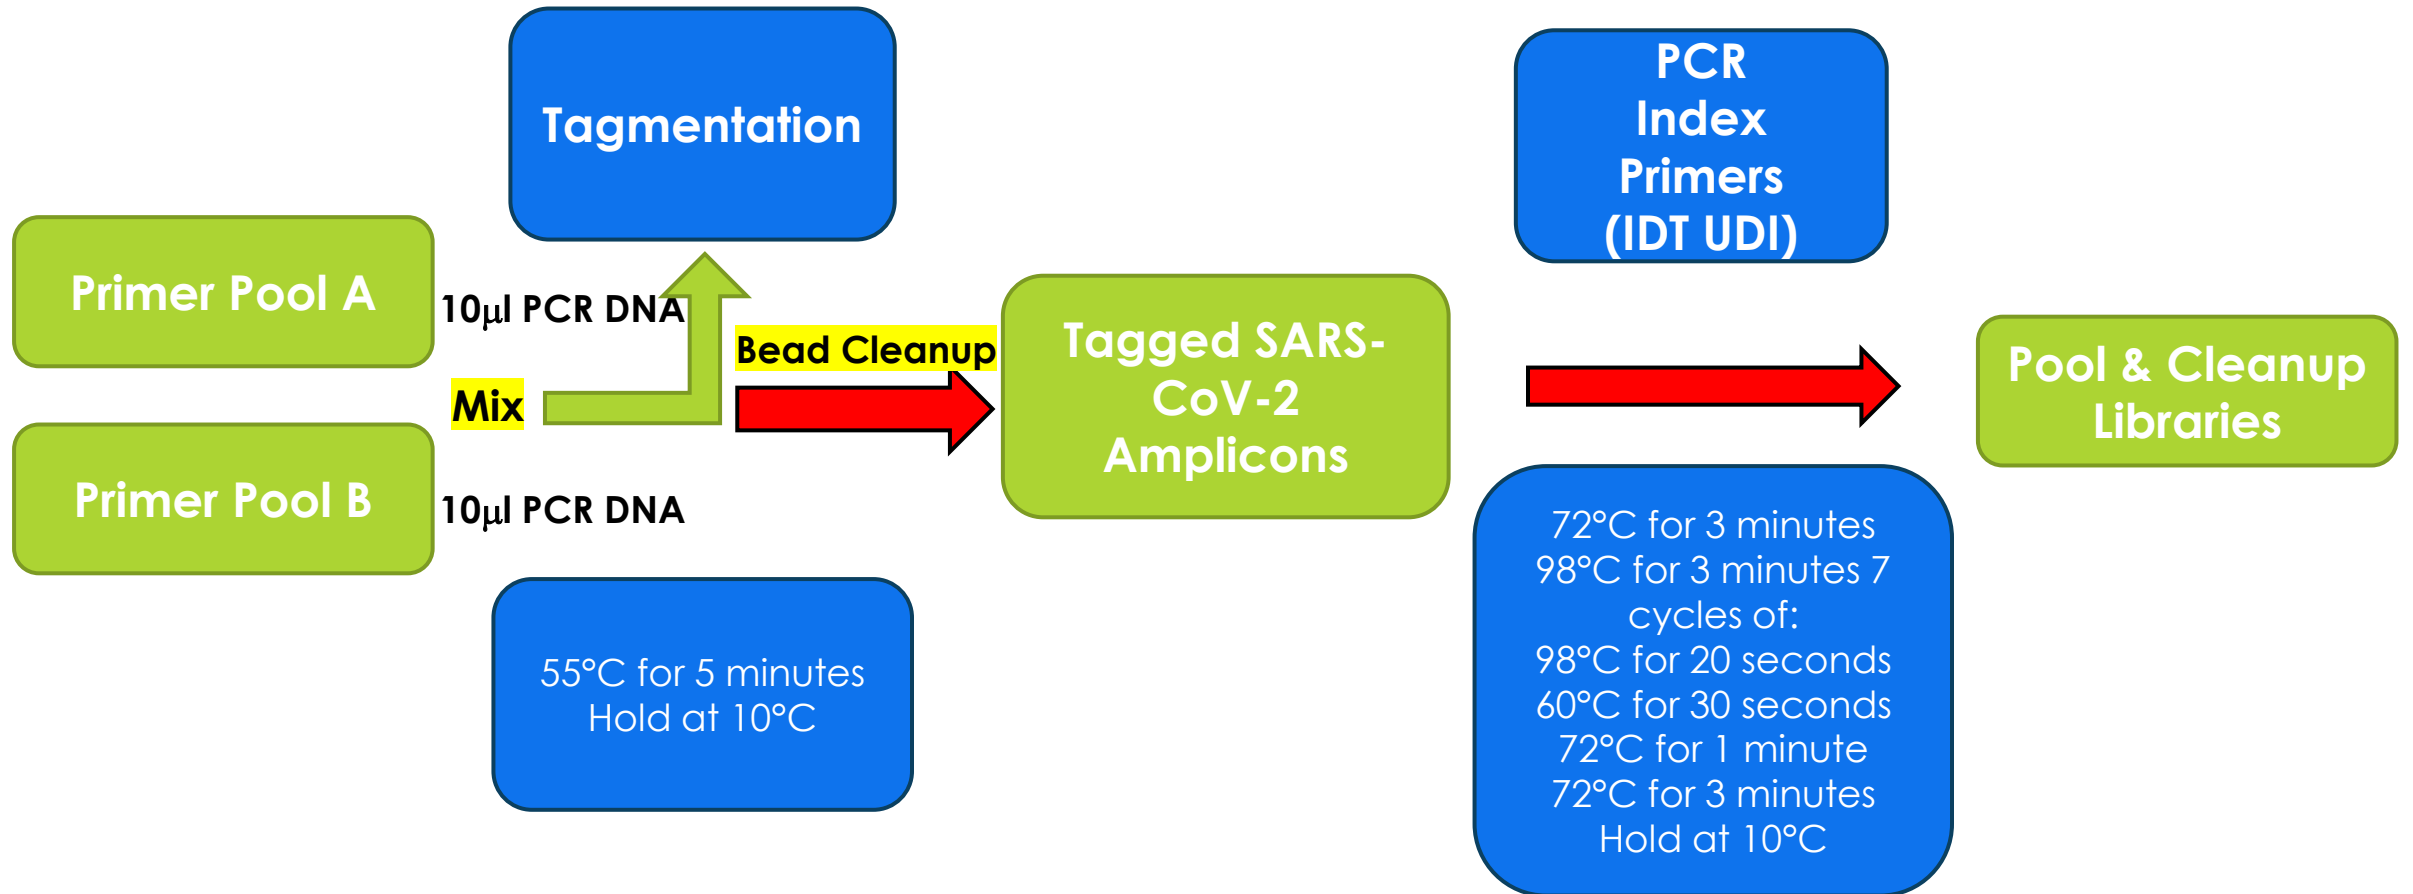 Tagmentation
PCR
Index
Primers
(IDT UDI)
Primer Pool A
10μl PCR DNA
Bead Cleanup
Mix
Primer Pool B
10μl PCR DNA
Tagged SARS-
CoV-2
Amplicons
Pool & Cleanup
Libraries
55°C for 5 minutes
Hold at 10°C
72°C for 3 minutes
98°C for 3 minutes 7
cycles of:
98°C for 20 seconds
60°C for 30 seconds
72°C for 1 minute
72°C for 3 minutes
Hold at 10°C